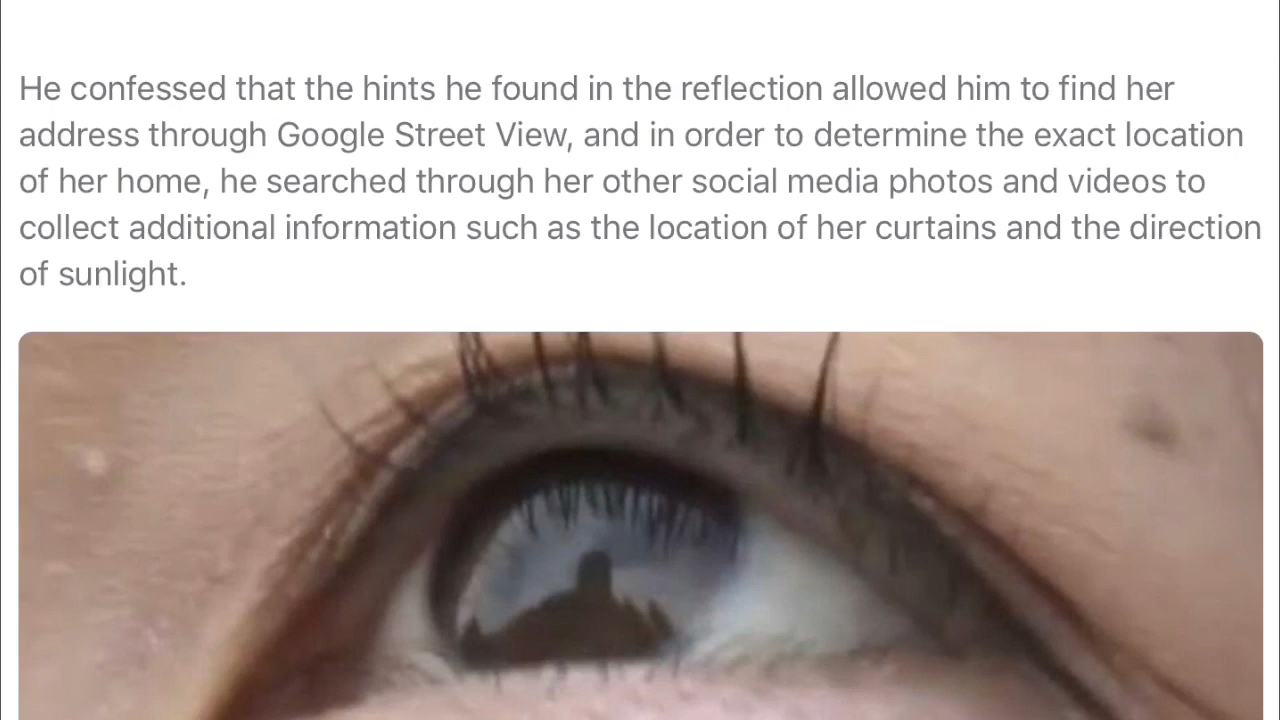 He confessed that the hints he found in the reflection allowed him to find her
address through Google Street View, and in order to determine the exact location
of her home, he searched through her other social media photos and videos to
collect additional information such as the location of her curtains and the direction
of sunlight.